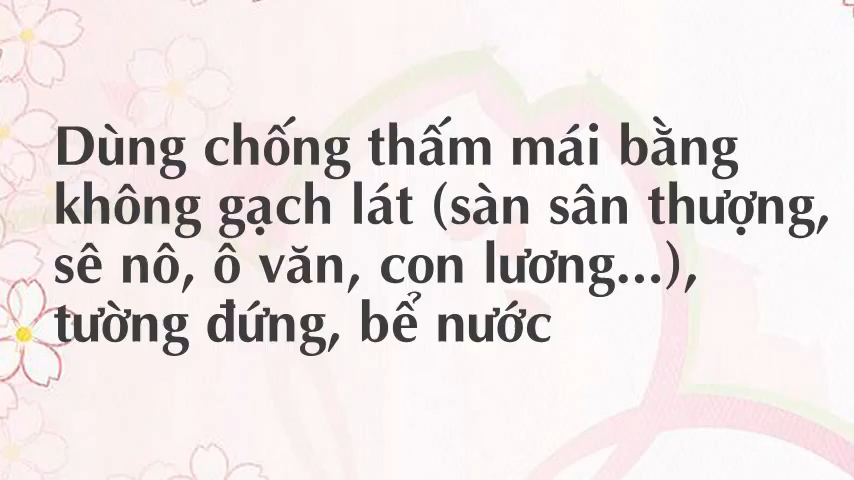 Dùng chống thấm mái bằng
không gạch lát (sàn sân thượng,
sê nô, ô văn, con lương...),
tường đứng, bể nước